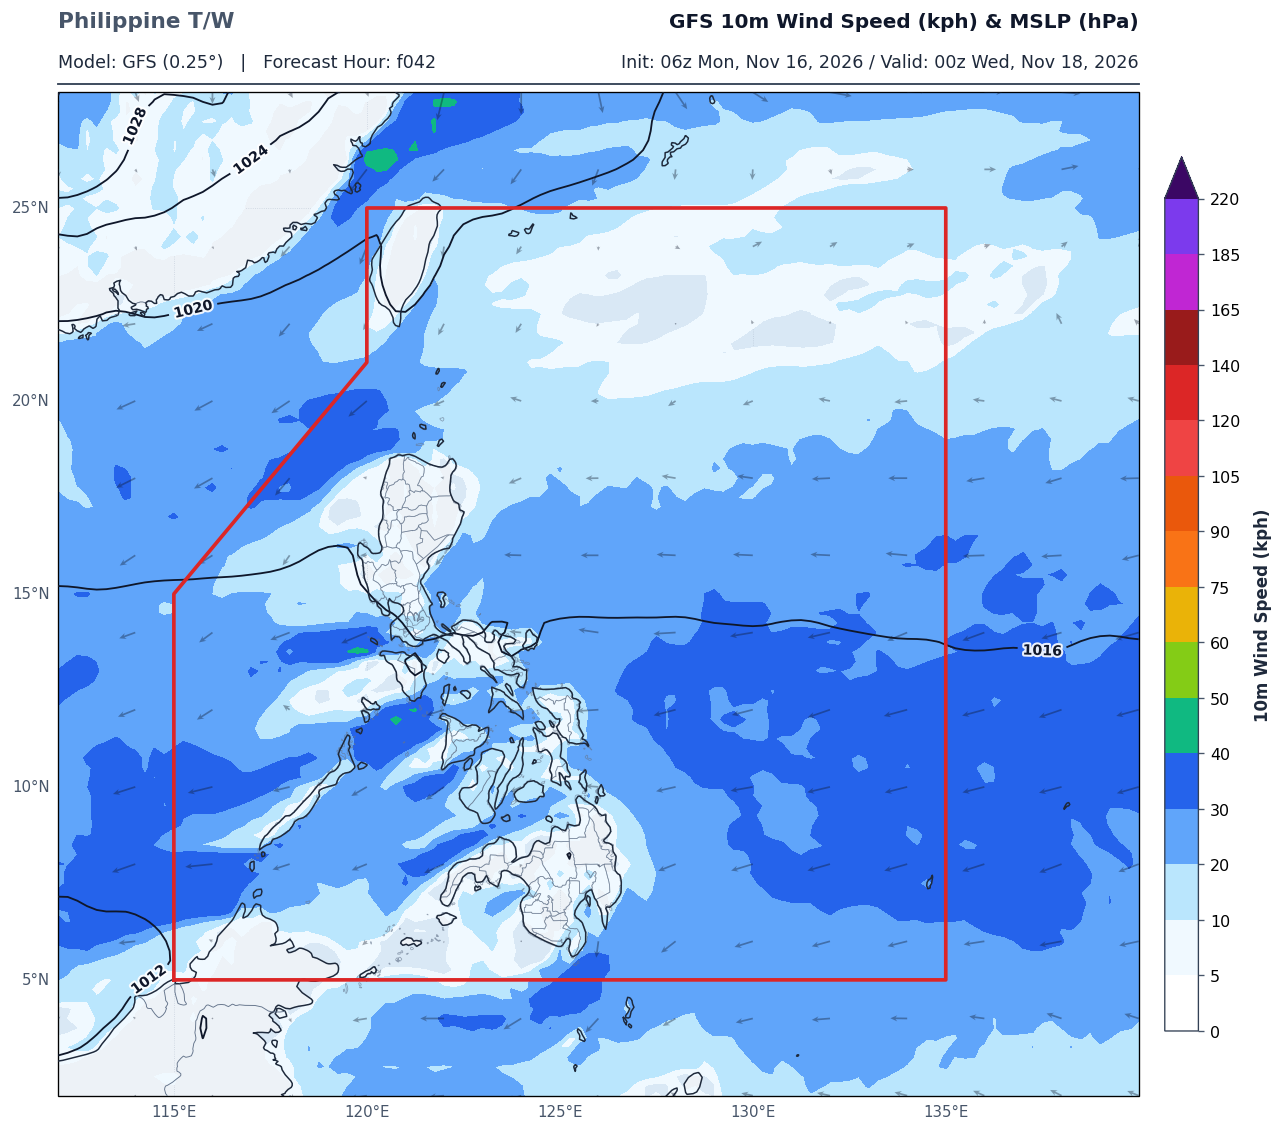 Philippine T/W
GFS 10m Wind Speed (kph) & MSLP (hPa)
Model: GFS (0.25°)   |   Forecast Hour: f042
Init: 06z Mon, Nov 16, 2026 / Valid: 00z Wed, Nov 18, 2026
1028
1024
1020
1016
1012
25°N
20°N
15°N
10°N
5°N
115°E
120°E
125°E
130°E
135°E
220
185
165
140
120
105
90
75
60
50
40
30
20
10
5
0
10m Wind Speed (kph)